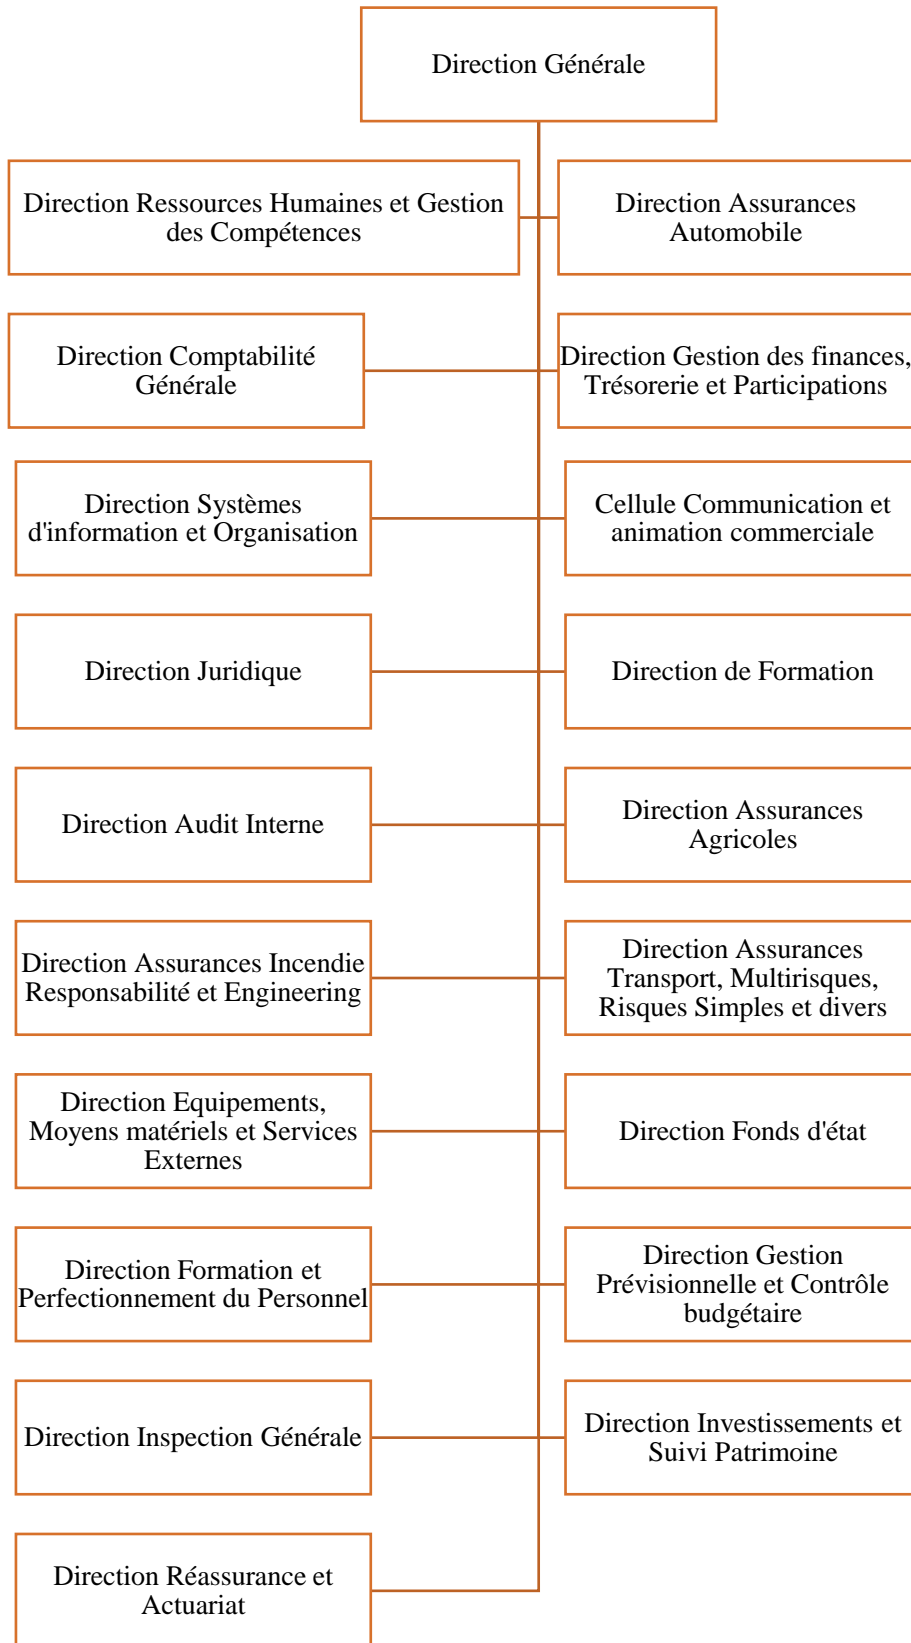 Direction Générale
Direction Ressources Humaines et Gestion
des Compétences
Direction Assurances
Automobile
Direction Comptabilité
Générale
Direction Gestion des finances,
Trésorerie et Participations
Direction Systèmes
d'information et Organisation
Cellule Communication et
animation commerciale
Direction Juridique
Direction de Formation
Direction Audit Interne
Direction Assurances
Agricoles
Direction Assurances Incendie
Responsabilité et Engineering
Direction Assurances
Transport, Multirisques,
Risques Simples et divers
Direction Equipements,
Moyens matériels et Services
Externes
Direction Fonds d'état
Direction Formation et
Perfectionnement du Personnel
Direction Gestion
Prévisionnelle et Contrôle
budgétaire
Direction Inspection Générale
Direction Investissements et
Suivi Patrimoine
Direction Réassurance et
Actuariat